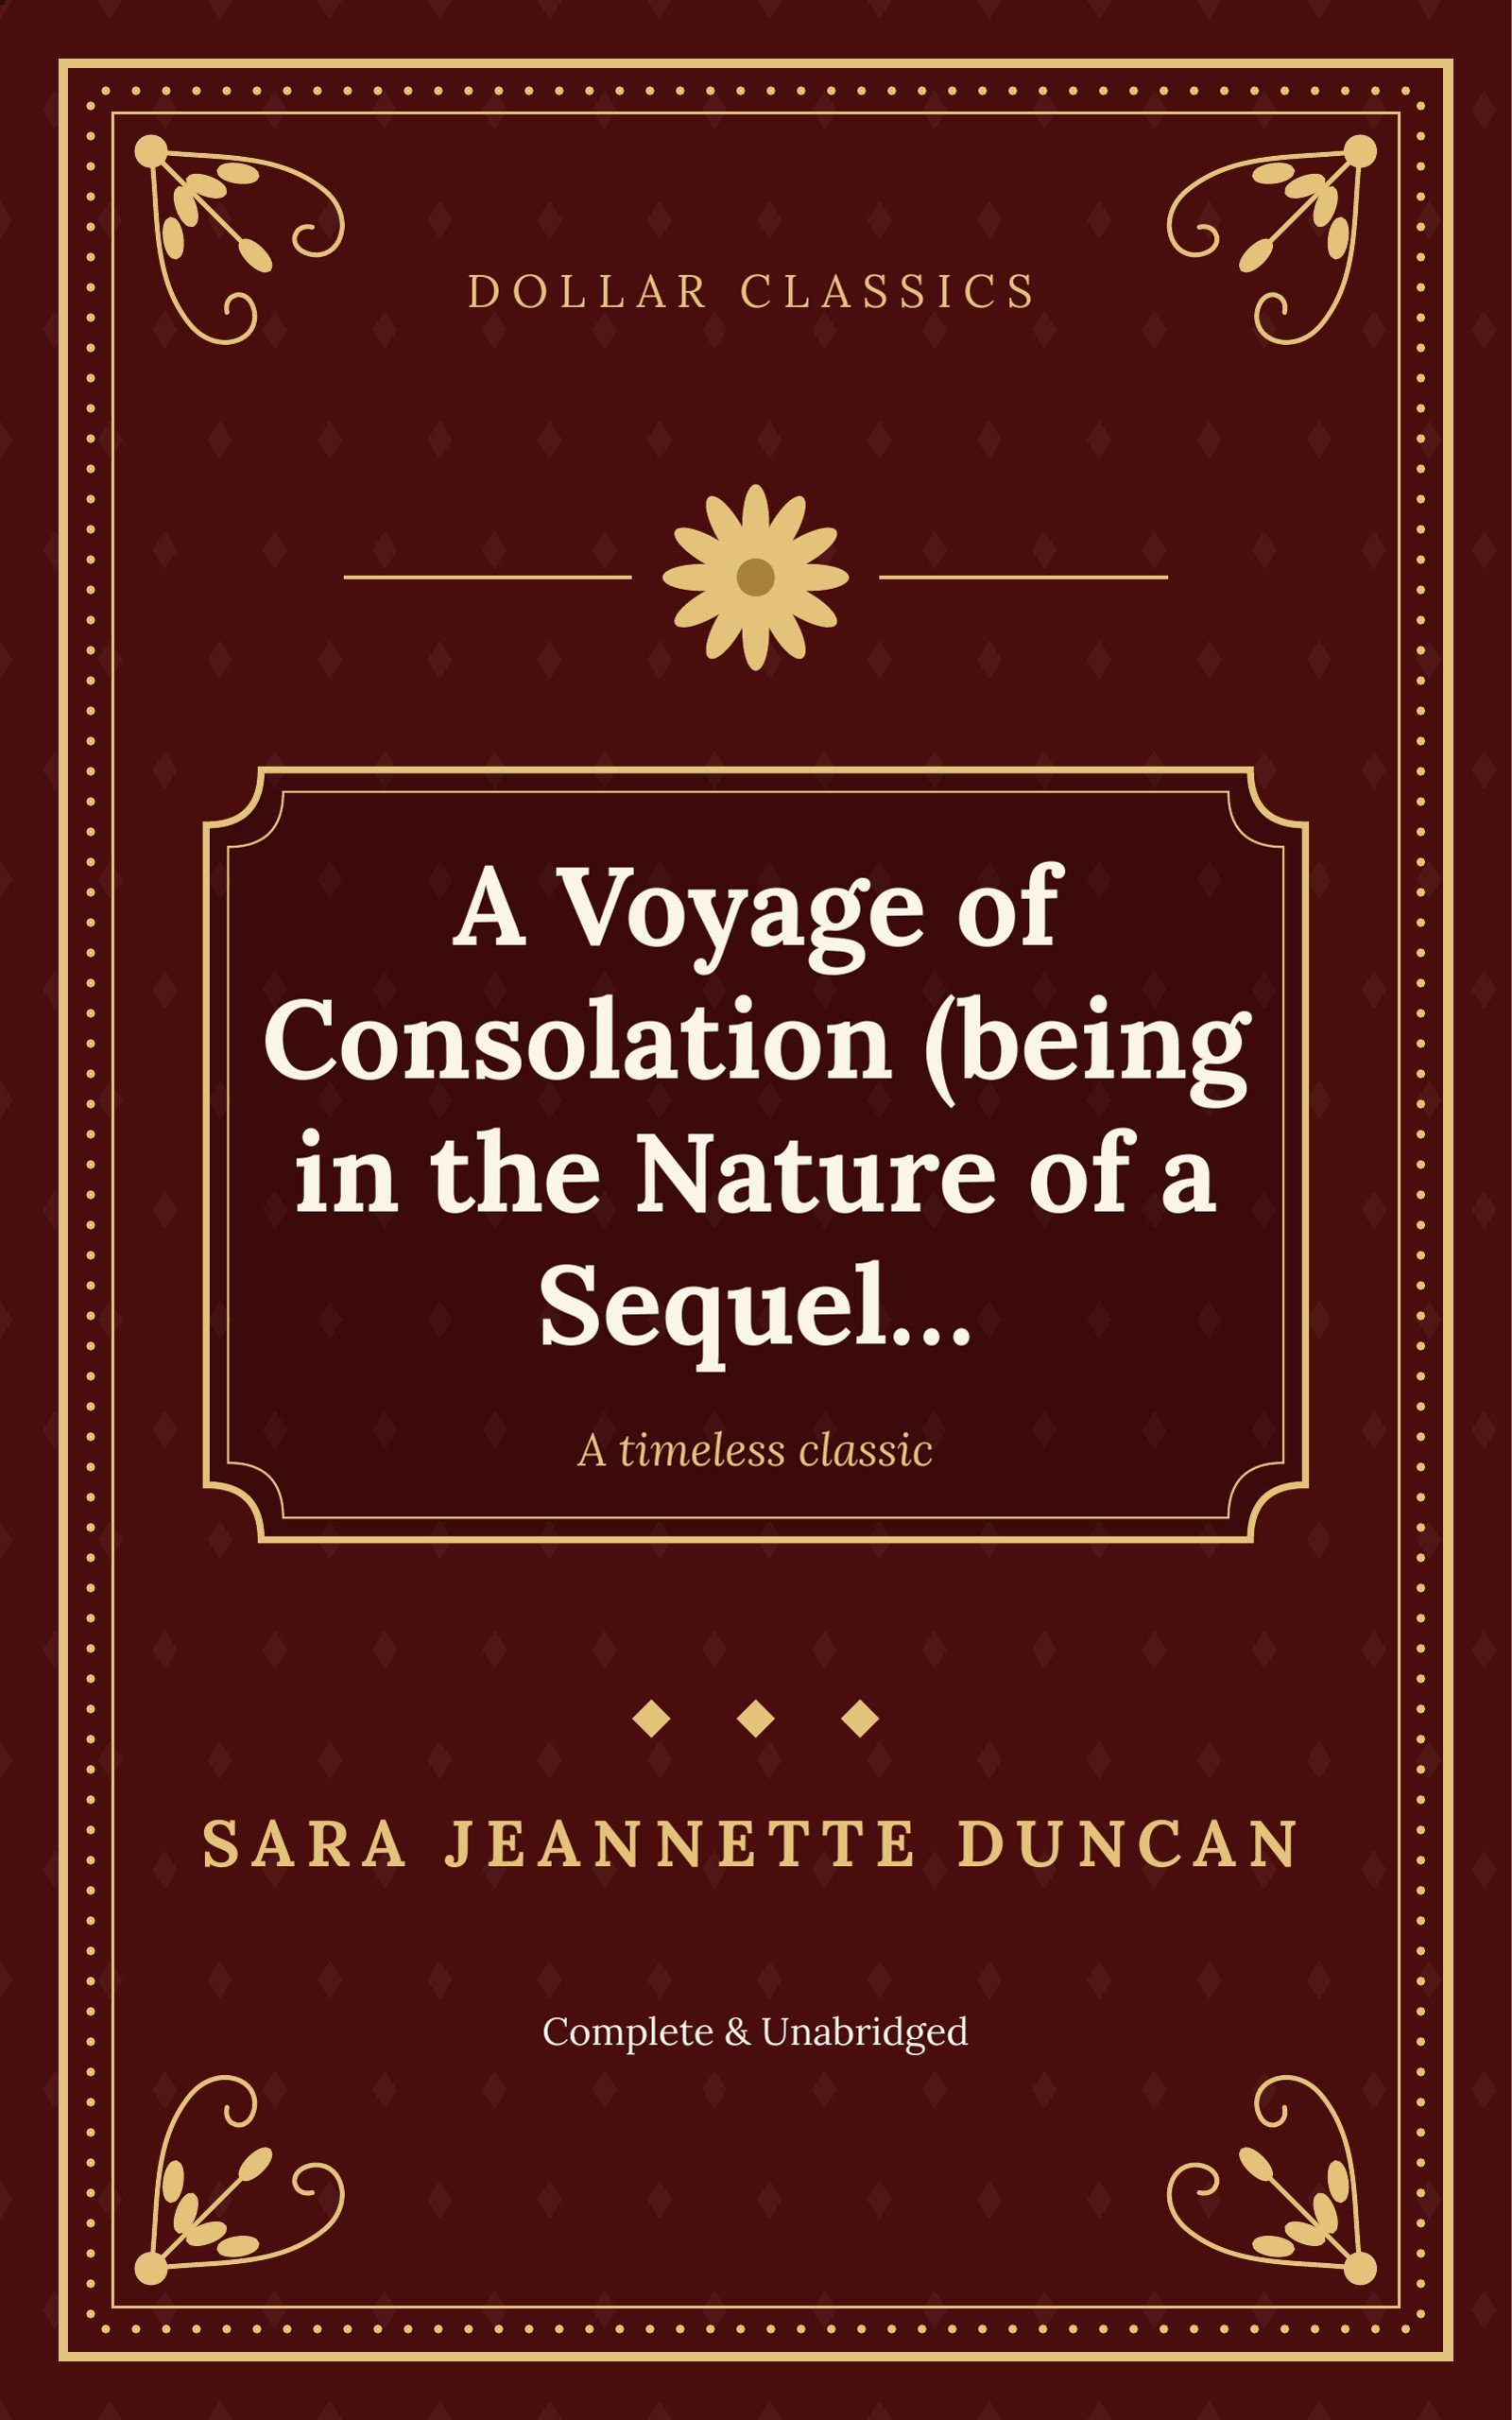 DOLLAR CLASSICS
A Voyage of
Consolation (being
in the Nature of a
Sequel...
A timeless classic
SARA JEANNETTE DUNCAN
Complete & Unabridged